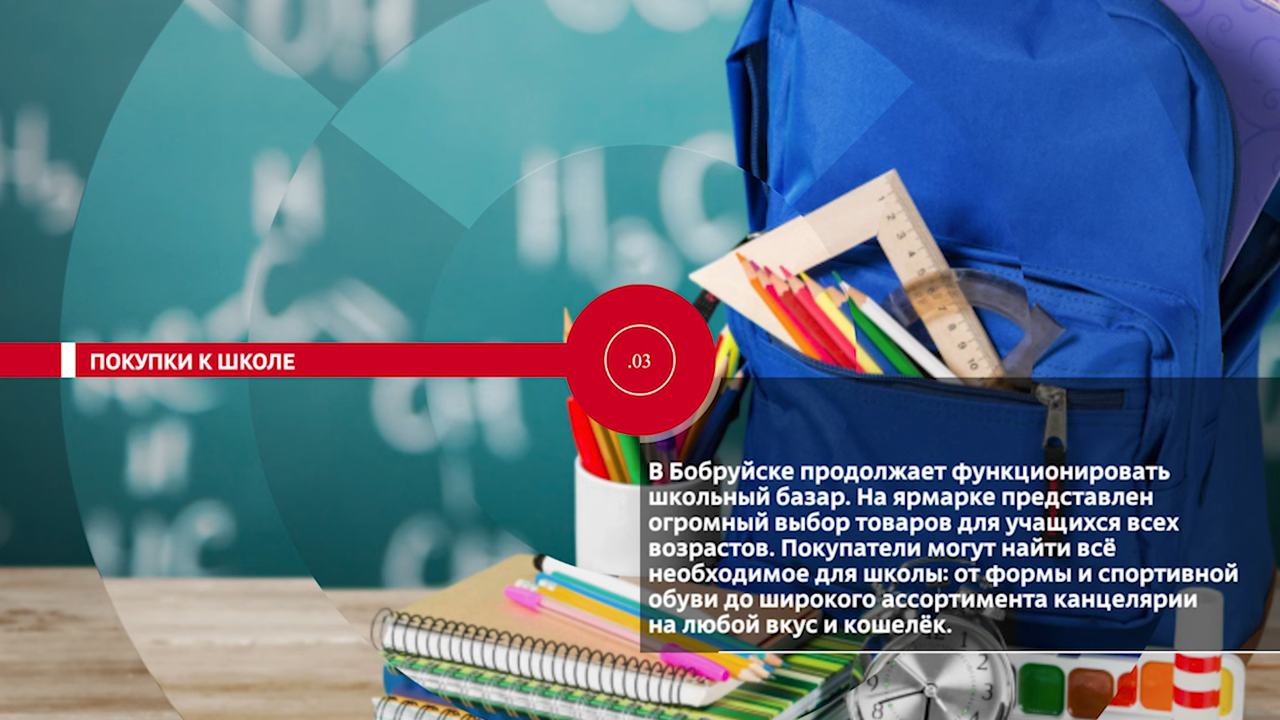 ПОКУПКИ К ШКОЛЕ
.03
В Бобруйске продолжает функционировать
школьный базар. На ярмарке представлен
огромный выбор товаров для учащихся всех
возрастов. Покупатели могут найти всё
необходимое для школы: от формы и спортивной
обуви до широкого ассортимента канцелярии
на любой вкус и кошелёк.